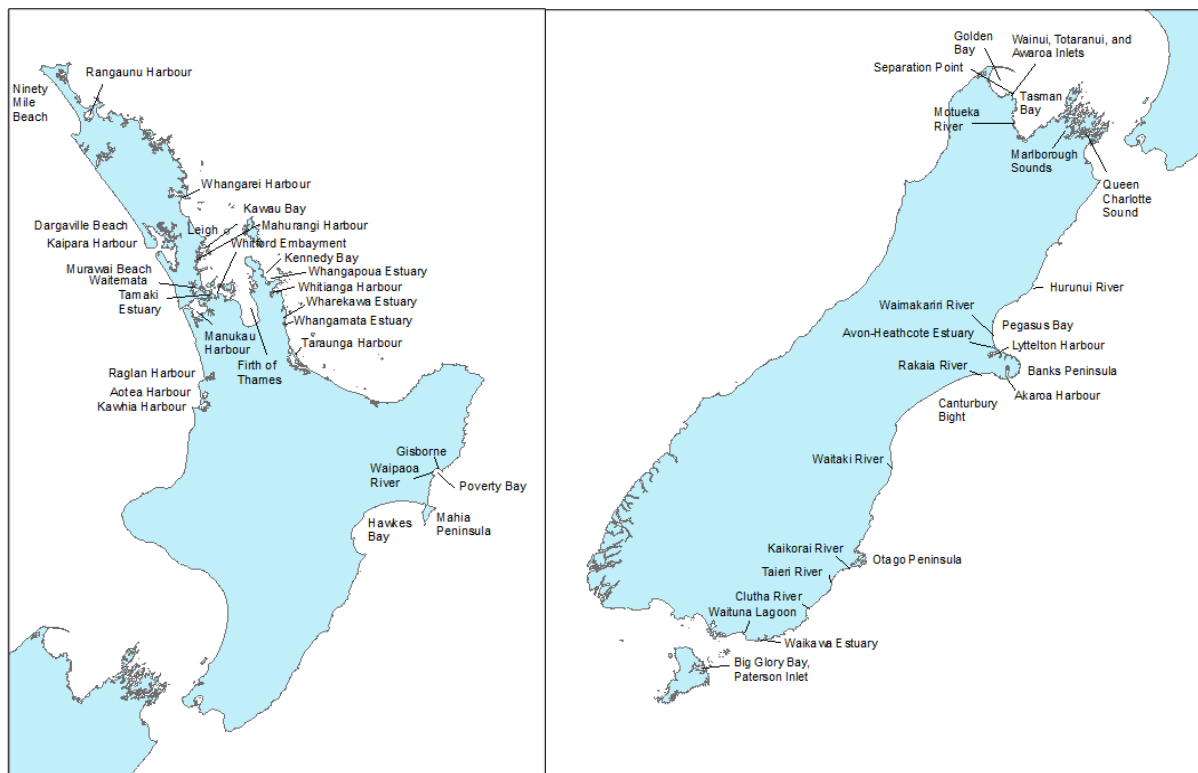 Rangaunu Harbour
Ninety
Mile
Beach
Whangarei Harbour
Kawau Bay
Dargaville Beach
Leigh
Mahurangi Harbour
Kaipara Harbour
Whitford Embayment
Kennedy Bay
Murawai Beach
Whangapoua Estuary
Waitemata
Whitianga Harbour
Tamaki
Estuary
Wharekawa Estuary
Whangamata Estuary
Manukau
Harbour
Taraunga Harbour
Firth of
Thames
Raglan Harbour
Aotea Harbour
Kawhia Harbour
Gisborne
Waipaoa
River
Poverty Bay
Hawkes
Bay
Mahia
Peninsula
Golden
Bay
Wainui, Totaranui, and
Awaroa Inlets
Separation Point
Tasman
Bay
Motueka
River
Marlborough
Sounds
Queen
Charlotte
Sound
Hurunui River
Waimakariri River
Pegasus Bay
Avon-Heathcote Estuary
Lyttelton Harbour
Rakaia River
Banks Peninsula
Akaroa Harbour
Canturbury
Bight
Waitaki River
Kaikorai River
Otago Peninsula
Taieri River
Clutha River
Waituna Lagoon
Waikawa Estuary
Big Glory Bay,
Paterson Inlet